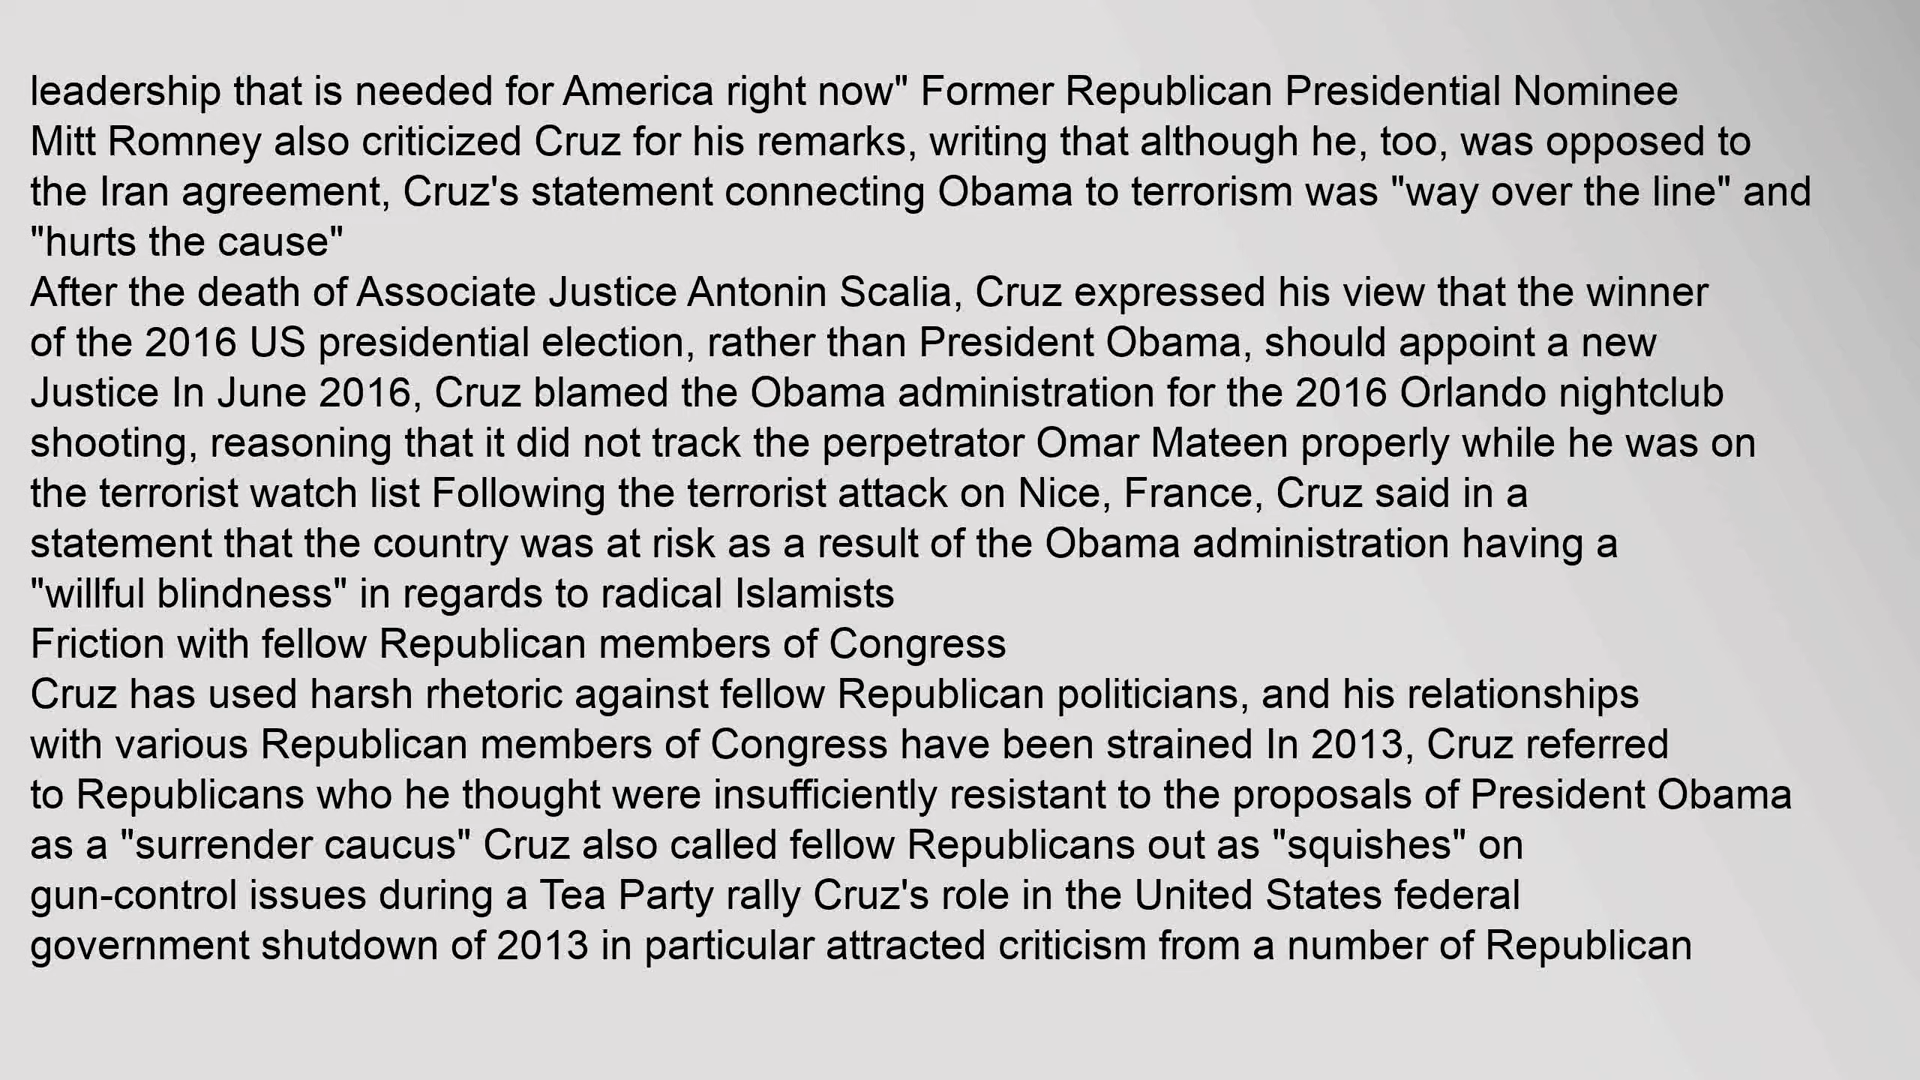 leadership that is needed for America right now" Former Republican Presidential Nominee
Mitt Romney also criticized Cruz for his remarks, writing that although he, too, was opposed to
the Iran agreement, Cruz's statement connecting Obama to terrorism was "way over the line" and
"hurts the cause"
After the death of Associate Justice Antonin Scalia, Cruz expressed his view that the winner
of the 2016 US presidential election, rather than President Obama, should appoint a new
Justice In June 2016, Cruz blamed the Obama administration for the 2016 Orlando nightclub
shooting, reasoning that it did not track the perpetrator Omar Mateen properly while he was on
the terrorist watch list Following the terrorist attack on Nice, France, Cruz said in a
statement that the country was at risk as a result of the Obama administration having a
"willful blindness" in regards to radical Islamists
Friction with fellow Republican members of Congress
Cruz has used harsh rhetoric against fellow Republican politicians, and his relationships
with various Republican members of Congress have been strained In 2013, Cruz referred
to Republicans who he thought were insufficiently resistant to the proposals of President Obama
as a "surrender caucus" Cruz also called fellow Republicans out as "squishes" on
gun-control issues during a Tea Party rally Cruz's role in the United States federal
government shutdown of 2013 in particular attracted criticism from a number of Republican